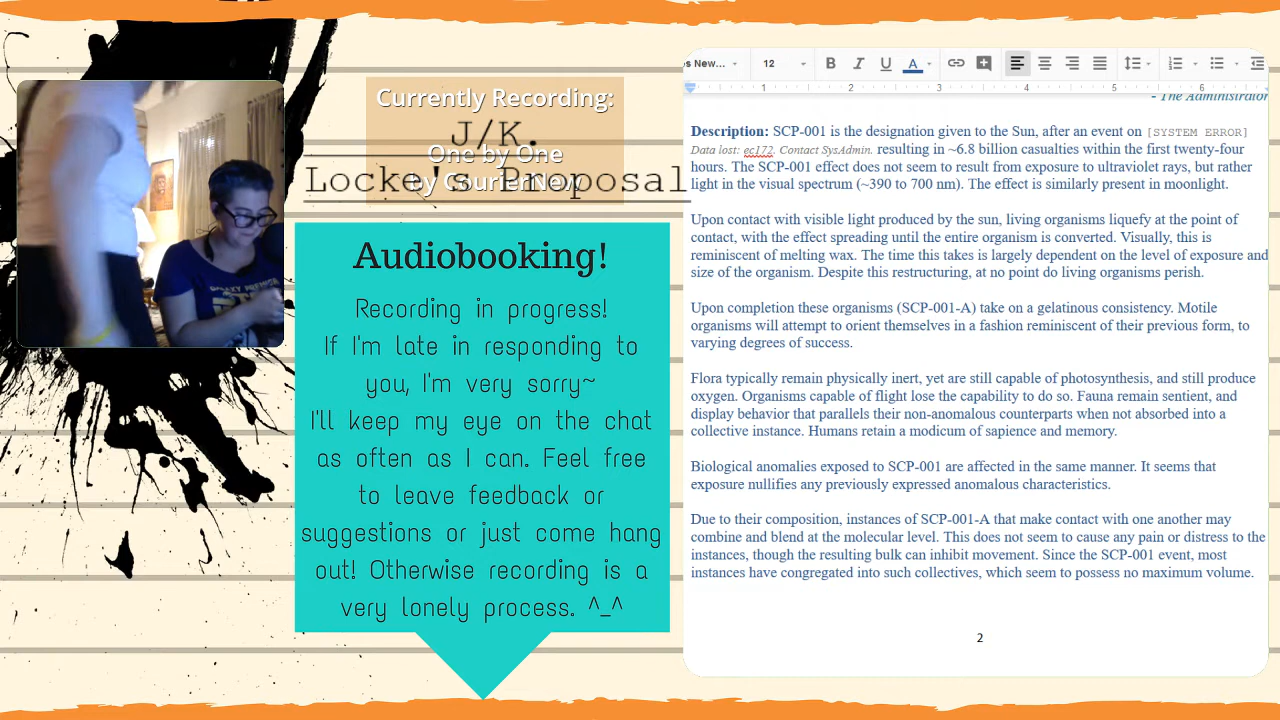 Currently Recording:
J/K.
One by One
by CourierNew
Locke's Proposal
Audiobooking!
Recording in progress!
If I'm late in responding to
you, I'm very sorry~
I'll keep my eye on the chat
as often as I can. Feel free
to leave feedback or
suggestions or just come hang
out! Otherwise recording is a
very lonely process. ^_^
es New...
12
B I U A
1 2 3 4 5 6
- The Administrator
Description: SCP-001 is the designation given to the Sun, after an event on [SYSTEM ERROR]
Data lost: ec172. Contact SysAdmin. resulting in ~6.8 billion casualties within the first twenty-four
hours. The SCP-001 effect does not seem to result from exposure to ultraviolet rays, but rather
light in the visual spectrum (~390 to 700 nm). The effect is similarly present in moonlight.
Upon contact with visible light produced by the sun, living organisms liquefy at the point of
contact, with the effect spreading until the entire organism is converted. Visually, this is
reminiscent of melting wax. The time this takes is largely dependent on the level of exposure and
size of the organism. Despite this restructuring, at no point do living organisms perish.
Upon completion these organisms (SCP-001-A) take on a gelatinous consistency. Motile
organisms will attempt to orient themselves in a fashion reminiscent of their previous form, to
varying degrees of success.
Flora typically remain physically inert, yet are still capable of photosynthesis, and still produce
oxygen. Organisms capable of flight lose the capability to do so. Fauna remain sentient, and
display behavior that parallels their non-anomalous counterparts when not absorbed into a
collective instance. Humans retain a modicum of sapience and memory.
Biological anomalies exposed to SCP-001 are affected in the same manner. It seems that
exposure nullifies any previously expressed anomalous characteristics.
Due to their composition, instances of SCP-001-A that make contact with one another may
combine and blend at the molecular level. This does not seem to cause any pain or distress to the
instances, though the resulting bulk can inhibit movement. Since the SCP-001 event, most
instances have congregated into such collectives, which seem to possess no maximum volume.
2